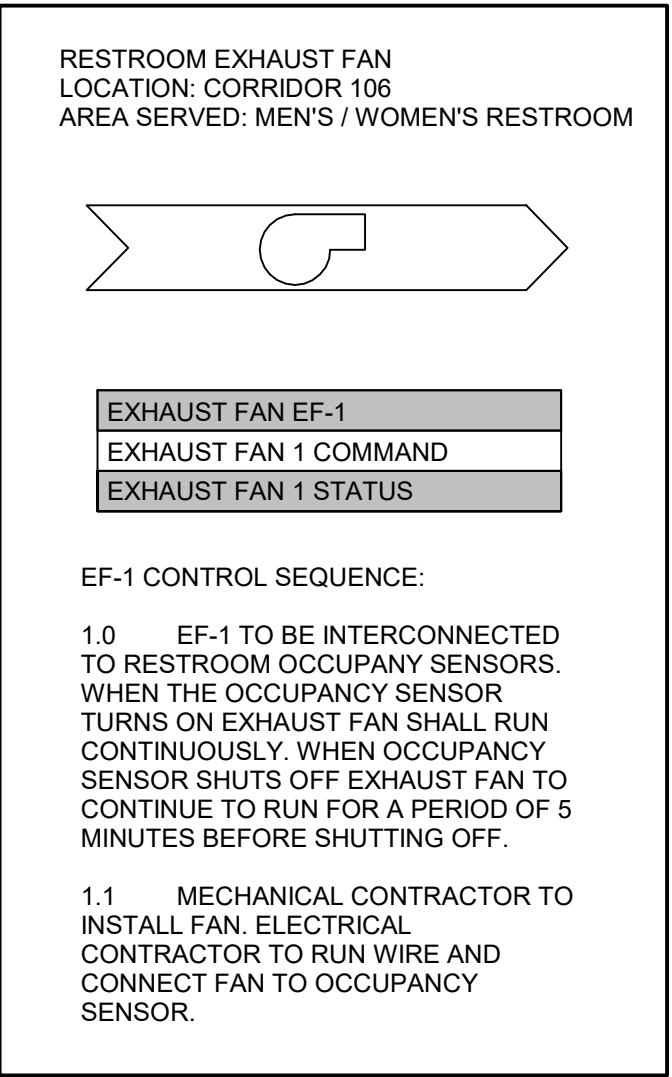 RESTROOM EXHAUST FAN
LOCATION: CORRIDOR 106
AREA SERVED: MEN'S / WOMEN'S RESTROOM
EXHAUST FAN EF-1
EXHAUST FAN 1 COMMAND
EXHAUST FAN 1 STATUS
EF-1 CONTROL SEQUENCE:
1.0 EF-1 TO BE INTERCONNECTED
TO RESTROOM OCCUPANY SENSORS.
WHEN THE OCCUPANCY SENSOR
TURNS ON EXHAUST FAN SHALL RUN
CONTINUOUSLY. WHEN OCCUPANCY
SENSOR SHUTS OFF EXHAUST FAN TO
CONTINUE TO RUN FOR A PERIOD OF 5
MINUTES BEFORE SHUTTING OFF.
1.1 MECHANICAL CONTRACTOR TO
INSTALL FAN. ELECTRICAL
CONTRACTOR TO RUN WIRE AND
CONNECT FAN TO OCCUPANCY
SENSOR.